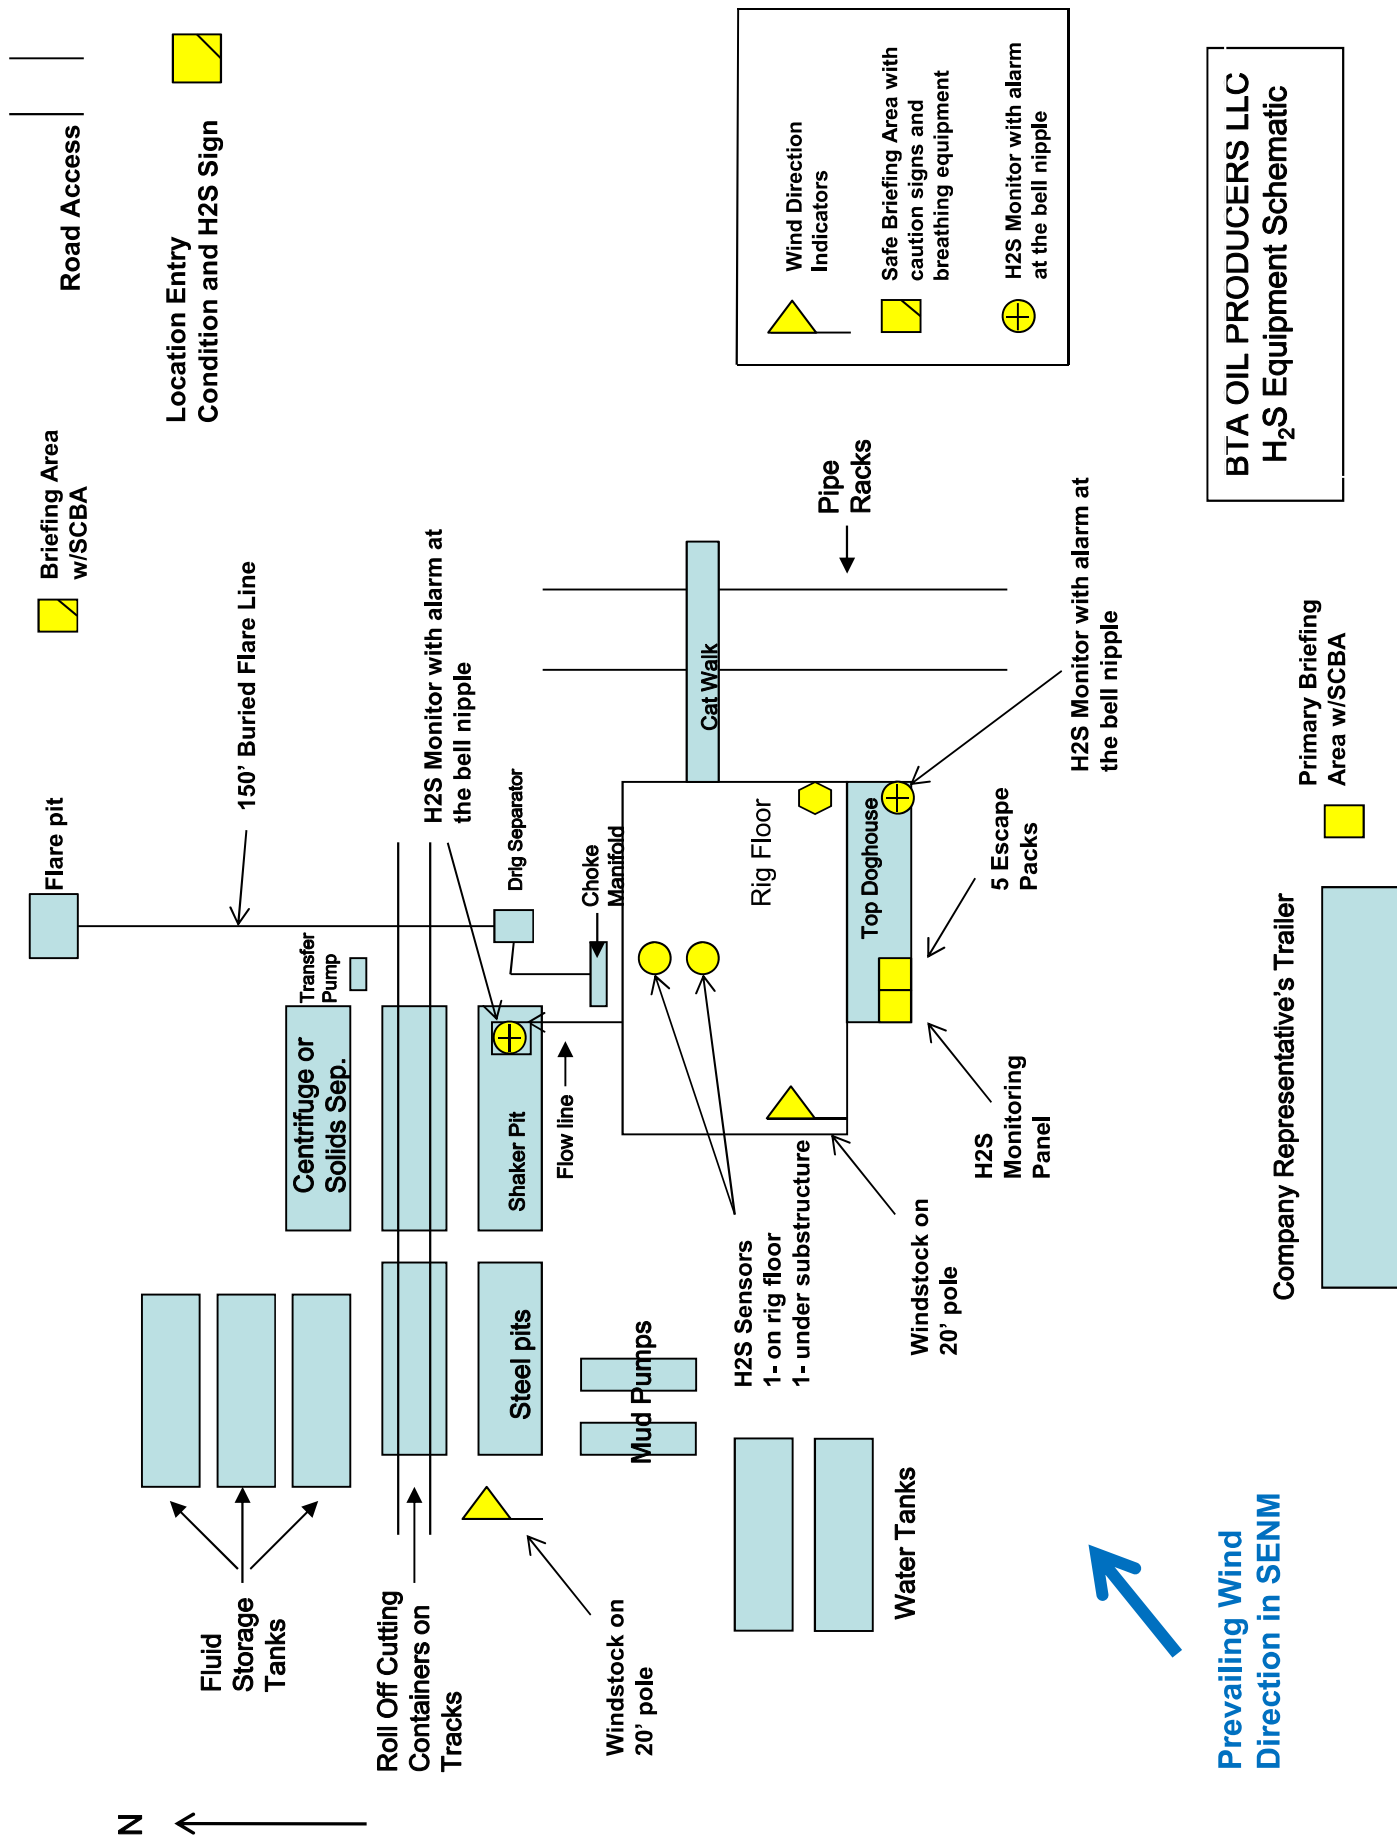 N
Fluid
Storage
Tanks
Roll Off Cutting
Containers on
Tracks
Windstock on
20' pole
Prevailing Wind
Direction in SENM
Water Tanks
Steel pits
Mud Pumps
Centrifuge or
Solids Sep.
Transfer
Pump
Shaker Pit
Flow line
H2S Sensors
1- on rig floor
1- under substructure
Windstock on
20' pole
H2S
Monitoring
Panel
Company Representative's Trailer
Flare pit
150' Buried Flare Line
H2S Monitor with alarm at
the bell nipple
Drlg Separator
Choke
Manifold
Rig Floor
Top Doghouse
5 Escape
Packs
Cat Walk
Pipe
Racks
H2S Monitor with alarm at
the bell nipple
Primary Briefing
Area w/SCBA
Briefing Area
w/SCBA
Road Access
Location Entry
Condition and H2S Sign
Wind Direction
Indicators
Safe Briefing Area with
caution signs and
breathing equipment
H2S Monitor with alarm
at the bell nipple
BTA OIL PRODUCERS LLC
H2S Equipment Schematic